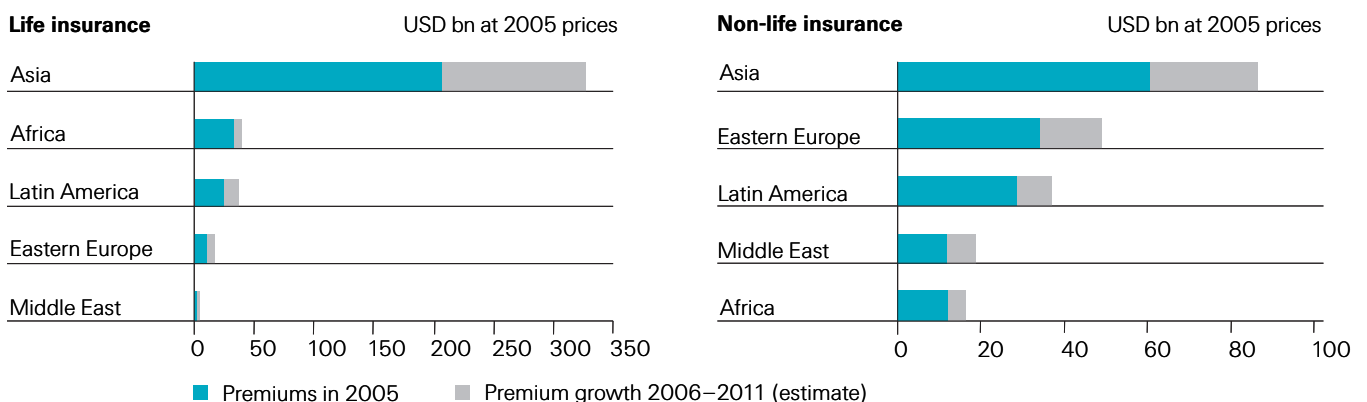 Life insurance USD bn at 2005 prices
Asia
Africa
Latin America
Eastern Europe
Middle East
0 50 100 150 200 250 300 350
Non-life insurance USD bn at 2005 prices
Asia
Eastern Europe
Latin America
Middle East
Africa
0 20 40 60 80 100
Premiums in 2005 Premium growth 2006–2011 (estimate)